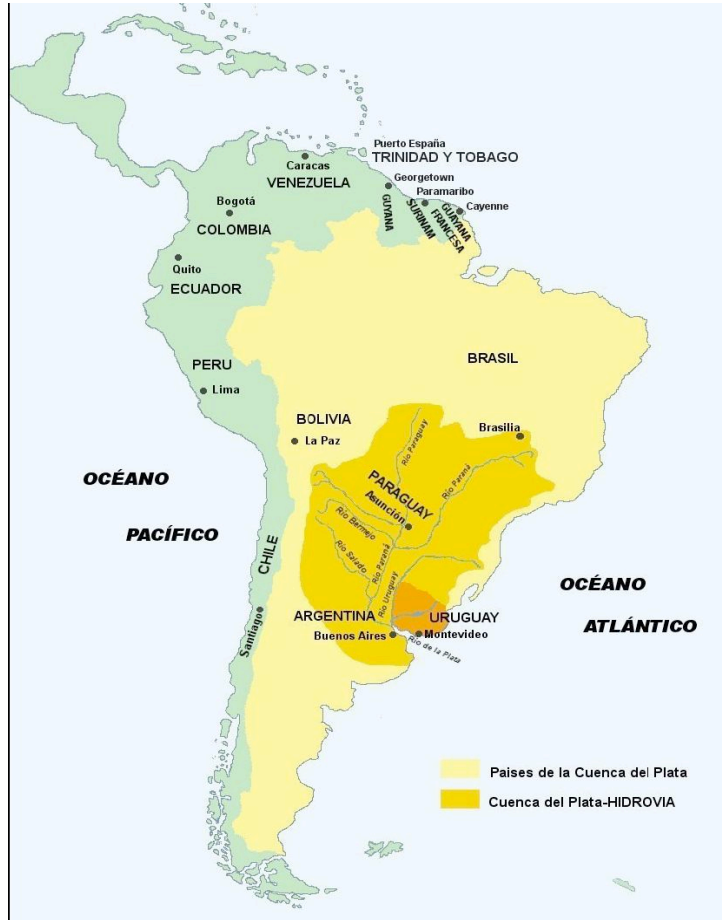 Puerto España
TRINIDAD Y TOBAGO
Caracas
VENEZUELA
Georgetown
Paramaribo
Cayenne
GUYANA
SURINAM
GUAYANA
FRANCESA
Bogotá
COLOMBIA
Quito
ECUADOR
PERU
Lima
BRASIL
BOLIVIA
La Paz
Brasilia
Río Paraguay
Río Paraná
PARAGUAY
Asunción
OCÉANO
PACÍFICO
Río Bermejo
Río Salado
Río Paraná
Río Uruguay
CHILE
Santiago
OCÉANO
ATLÁNTICO
ARGENTINA
URUGUAY
Buenos Aires
Montevideo
Río de la Plata
Paises de la Cuenca del Plata
Cuenca del Plata-HIDROVIA